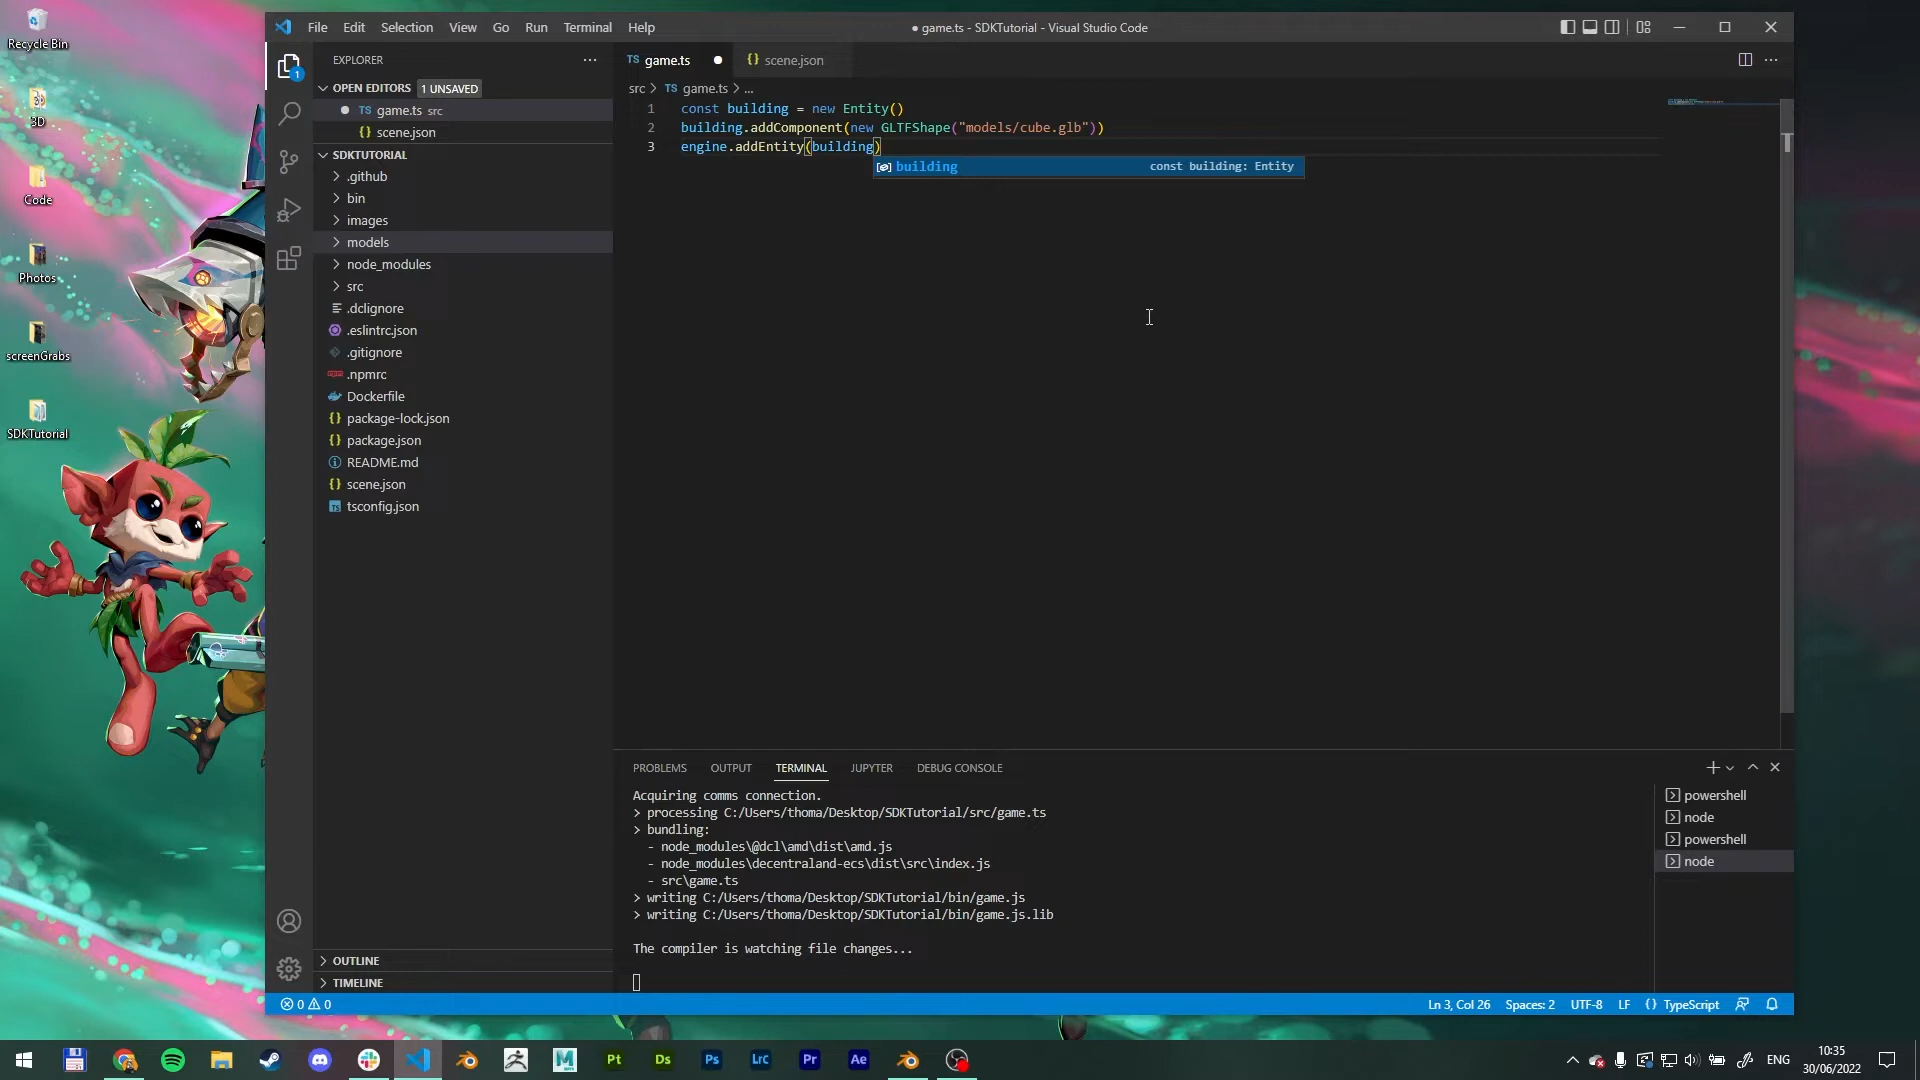 Recycle Bin
3D
Code
Photos
screenGrabs
SDKTutorial
File Edit Selection View Go Run Terminal Help
● game.ts - SDKTutorial - Visual Studio Code
EXPLORER
OPEN EDITORS 1 UNSAVED
TS game.ts src
{} scene.json
SDKTUTORIAL
.github
bin
images
models
node_modules
src
.dclignore
.eslintrc.json
.gitignore
.npmrc
Dockerfile
{} package-lock.json
{} package.json
README.md
{} scene.json
TS tsconfig.json
OUTLINE
TIMELINE
1
TS game.ts ● {} scene.json
src > TS game.ts > ...
1 const building = new Entity()
2 building.addComponent(new GLTFShape("models/cube.glb"))
3 engine.addEntity(building)
building const building: Entity
PROBLEMS OUTPUT TERMINAL JUPYTER DEBUG CONSOLE
Acquiring comms connection.
> processing C:/Users/thoma/Desktop/SDKTutorial/src/game.ts
> bundling:
- node_modules\@dcl\amd\dist\amd.js
- node_modules\decentraland-ecs\dist\src\index.js
- src\game.ts
> writing C:/Users/thoma/Desktop/SDKTutorial/bin/game.js
> writing C:/Users/thoma/Desktop/SDKTutorial/bin/game.js.lib
The compiler is watching file changes...
powershell
node
powershell
node
0 0
Ln 3, Col 26 Spaces: 2 UTF-8 LF {} TypeScript
Pt Ds Ps Lrc Pr Ae
ENG
10:35
30/06/2022